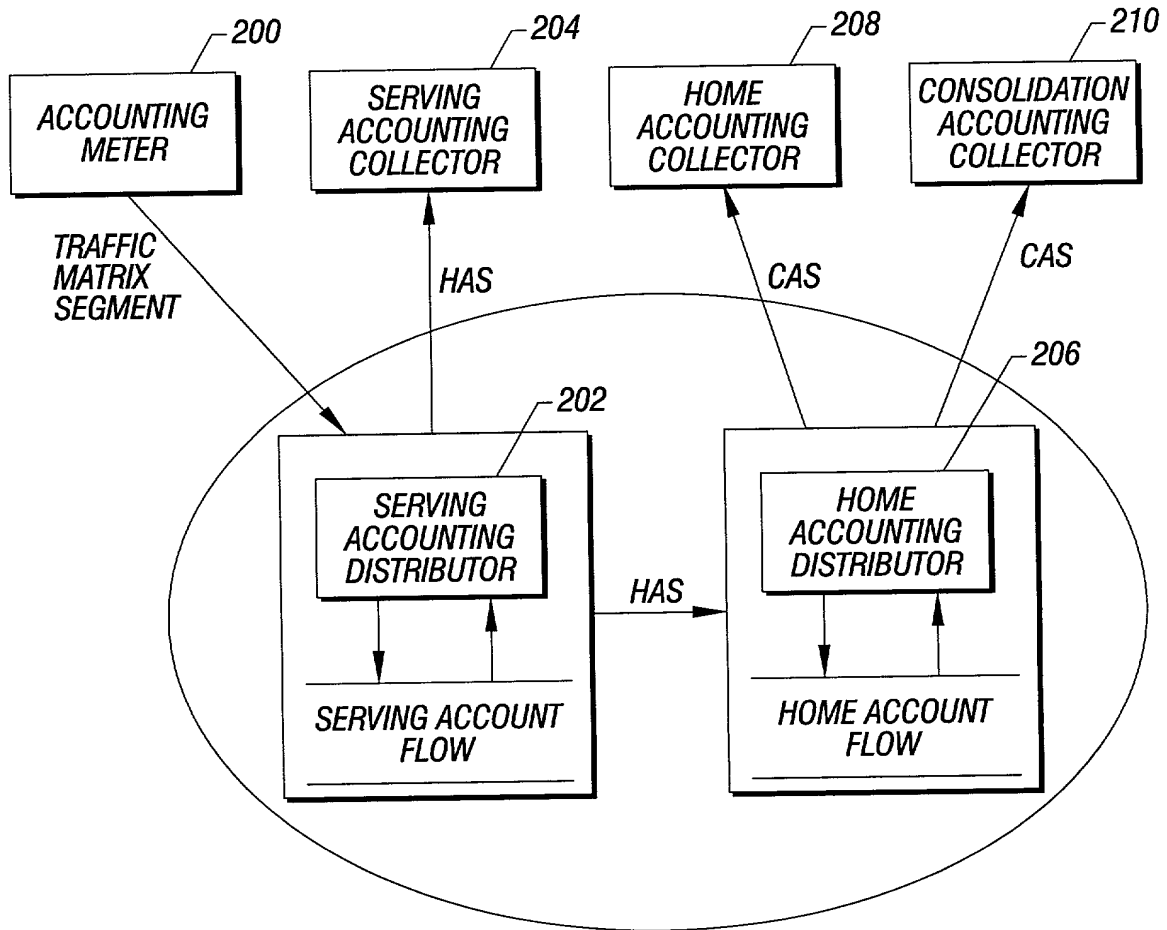 200
204
208
210
ACCOUNTING
METER
SERVING
ACCOUNTING
COLLECTOR
HOME
ACCOUNTING
COLLECTOR
CONSOLIDATION
ACCOUNTING
COLLECTOR
TRAFFIC
MATRIX
SEGMENT
HAS
CAS
CAS
202
206
SERVING
ACCOUNTING
DISTRIBUTOR
HOME
ACCOUNTING
DISTRIBUTOR
HAS
SERVING ACCOUNT
FLOW
HOME ACCOUNT
FLOW